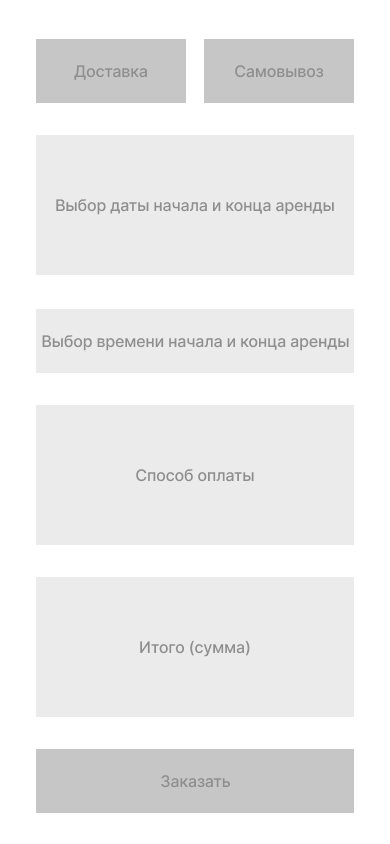 Доставка
Самовывоз
Выбор даты начала и конца аренды
Выбор времени начала и конца аренды
Способ оплаты
Итого (сумма)
Заказать